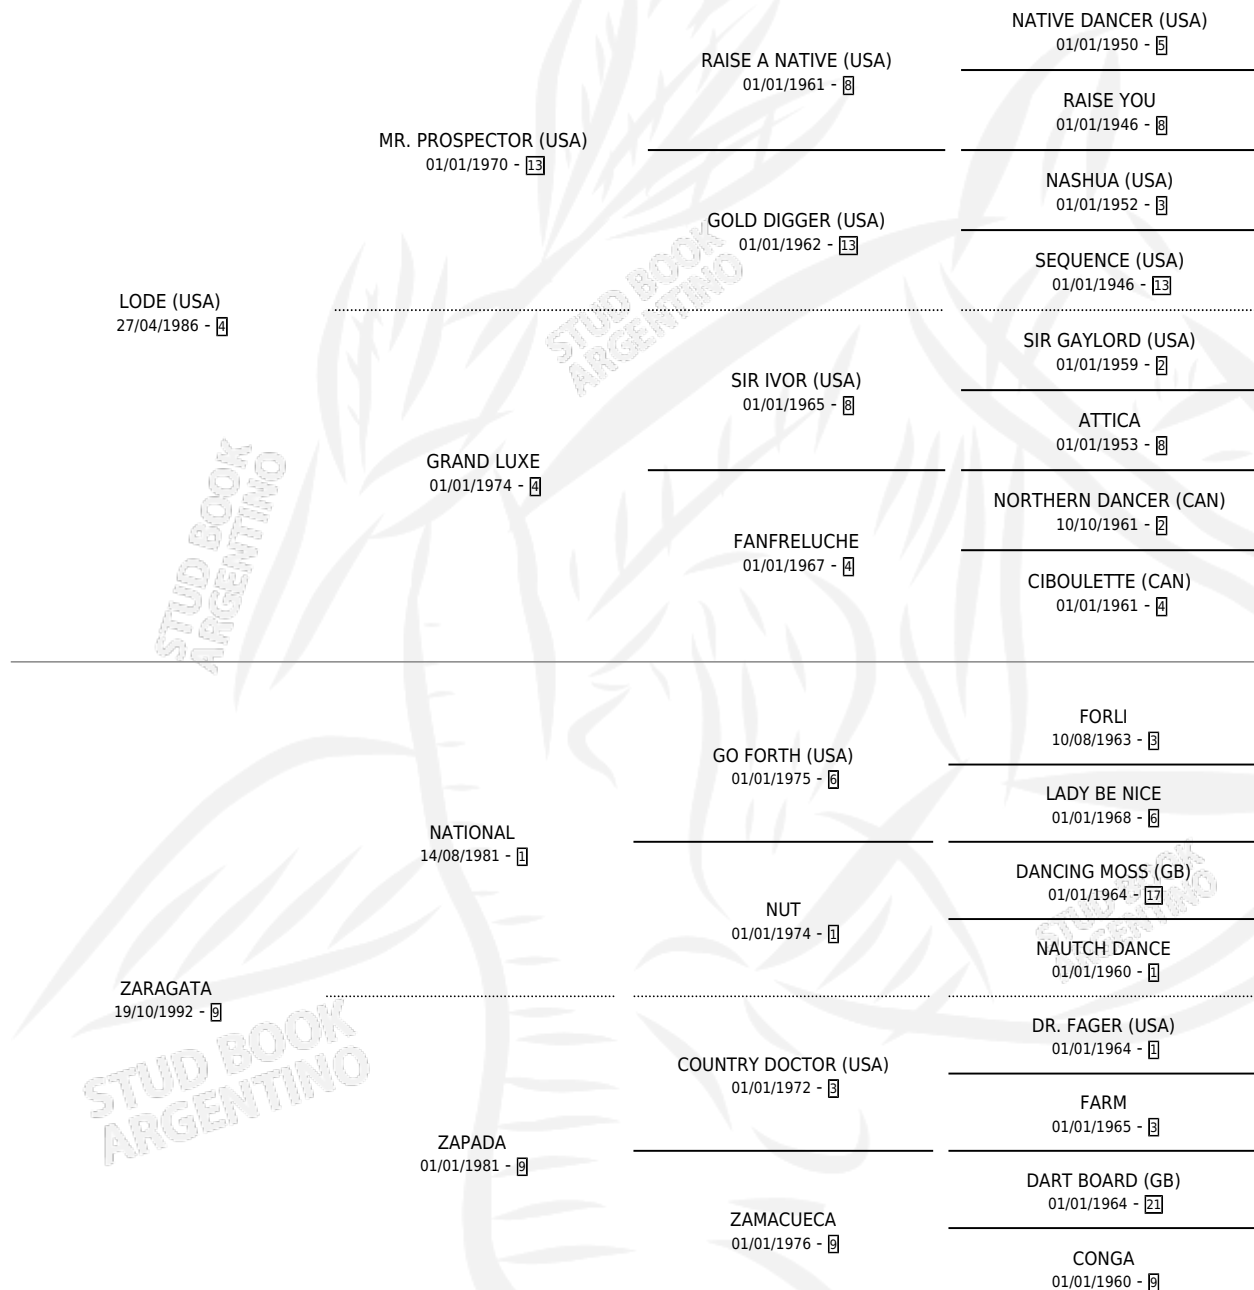 NATIVE DANCER (USA)
01/01/1950 - 5
RAISE A NATIVE (USA)
01/01/1961 - 8
RAISE YOU
01/01/1946 - 8
MR. PROSPECTOR (USA)
01/01/1970 - 13
NASHUA (USA)
01/01/1952 - 3
GOLD DIGGER (USA)
01/01/1962 - 13
SEQUENCE (USA)
01/01/1946 - 13
LODE (USA)
27/04/1986 - 4
STUD BOOK
ARGENTINO
SIR GAYLORD (USA)
01/01/1959 - 2
SIR IVOR (USA)
01/01/1965 - 8
ATTICA
01/01/1953 - 8
GRAND LUXE
01/01/1974 - 4
NORTHERN DANCER (CAN)
10/10/1961 - 2
FANFRELUCHE
01/01/1967 - 4
CIBOULETTE (CAN)
01/01/1961 - 4
STUD BOOK
ARGENTINO
FORLI
10/08/1963 - 3
GO FORTH (USA)
01/01/1975 - 6
LADY BE NICE
01/01/1968 - 6
NATIONAL
14/08/1981 - 1
DANCING MOSS (GB)
01/01/1964 - 17
NUT
01/01/1974 - 1
STUD BOOK
ARGENTINO
NAUTCH DANCE
01/01/1960 - 1
ZARAGATA
19/10/1992 - 9
STUD BOOK
ARGENTINO
DR. FAGER (USA)
01/01/1964 - 1
COUNTRY DOCTOR (USA)
01/01/1972 - 3
FARM
01/01/1965 - 3
ZAPADA
01/01/1981 - 9
DART BOARD (GB)
01/01/1964 - 21
ZAMACUECA
01/01/1976 - 9
CONGA
01/01/1960 - 9